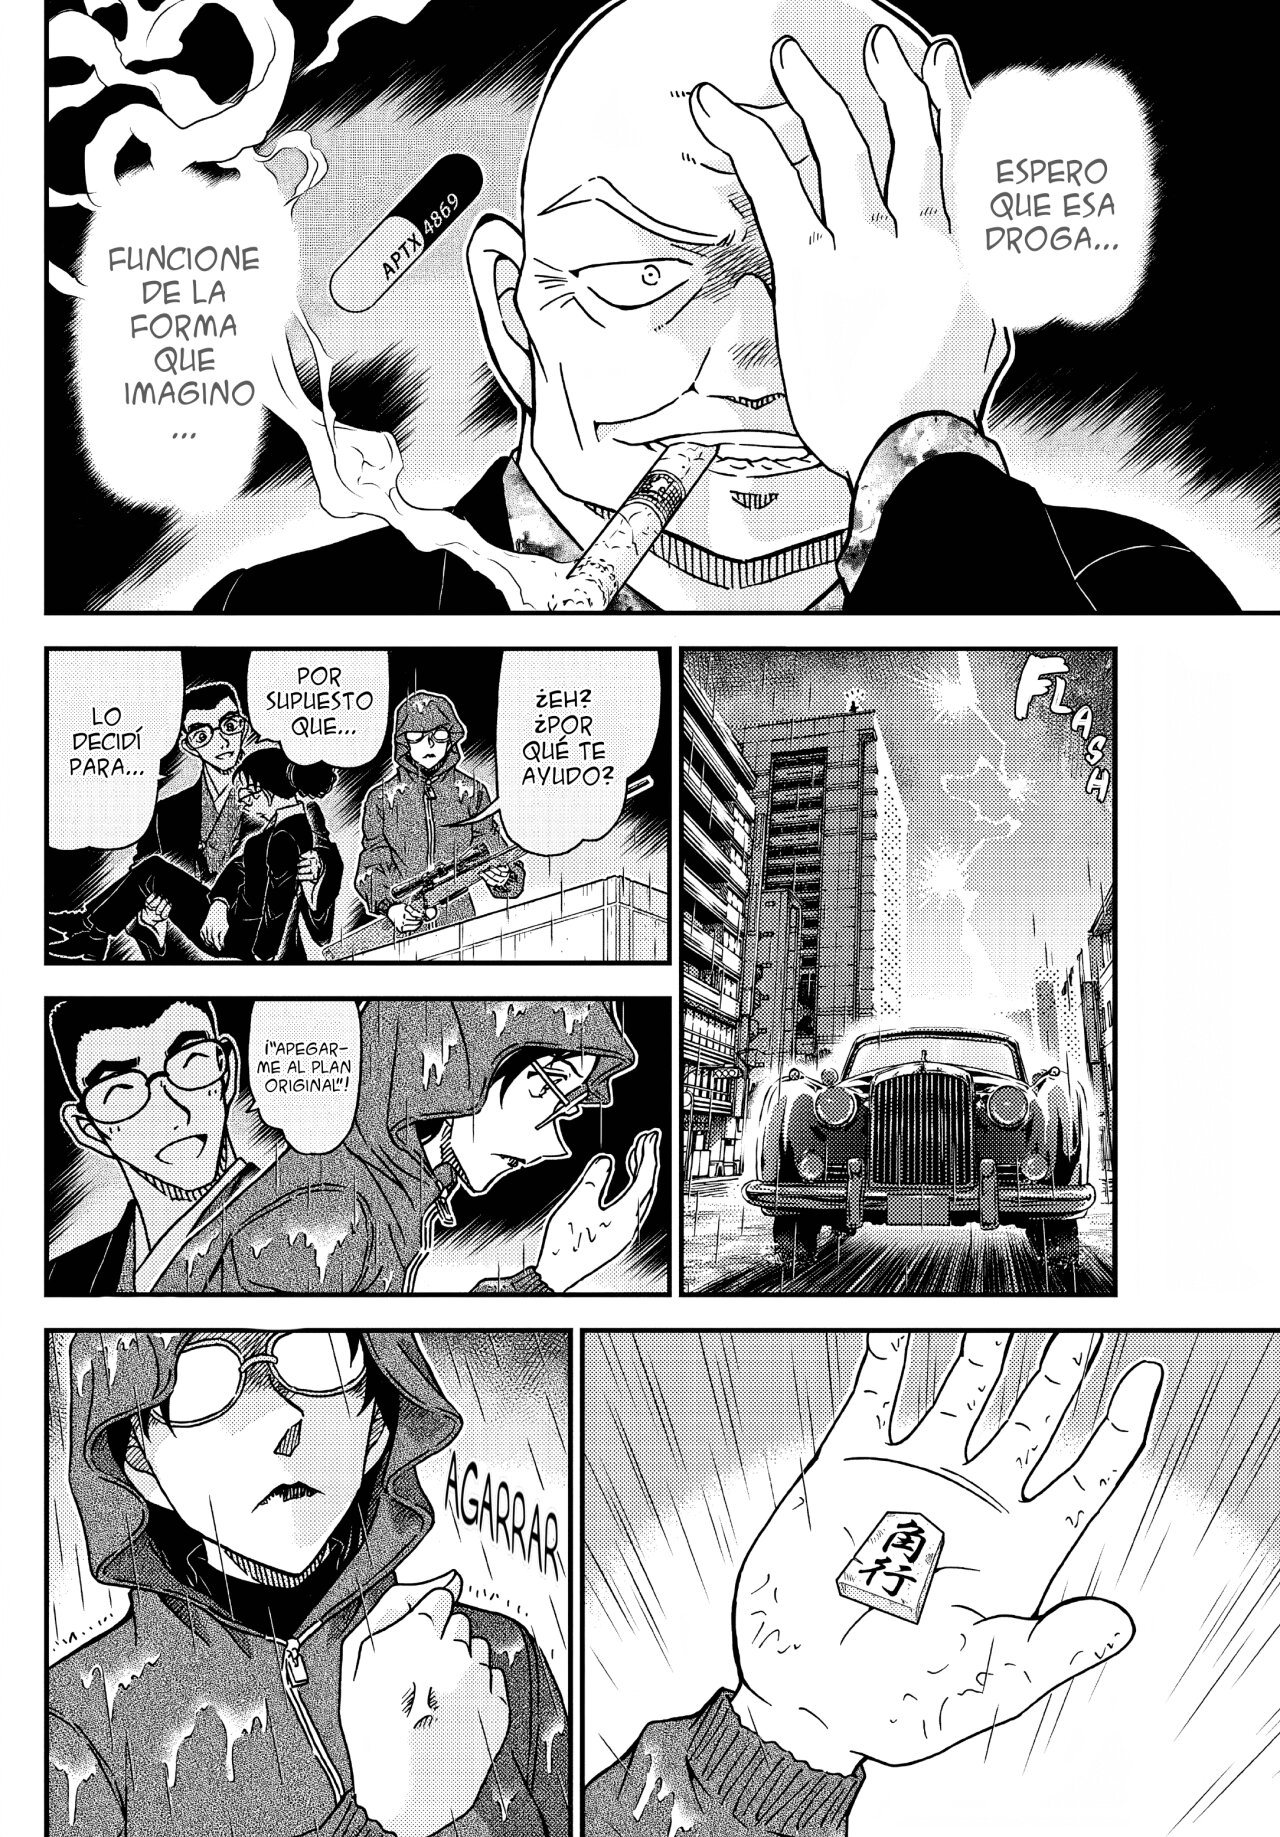 ESPERO
QUE ESA
DROGA...
APTX 4869
FUNCIONE
DE LA
FORMA
QUE
IMAGINO
...
FLASH
¿EH?
¿POR
QUÉ TE
AYUDO?
POR
SUPUESTO
QUE...
LO
DECIDÍ
PARA...
¡"APEGAR-
ME AL PLAN
ORIGINAL"!
角行
AGARRAR